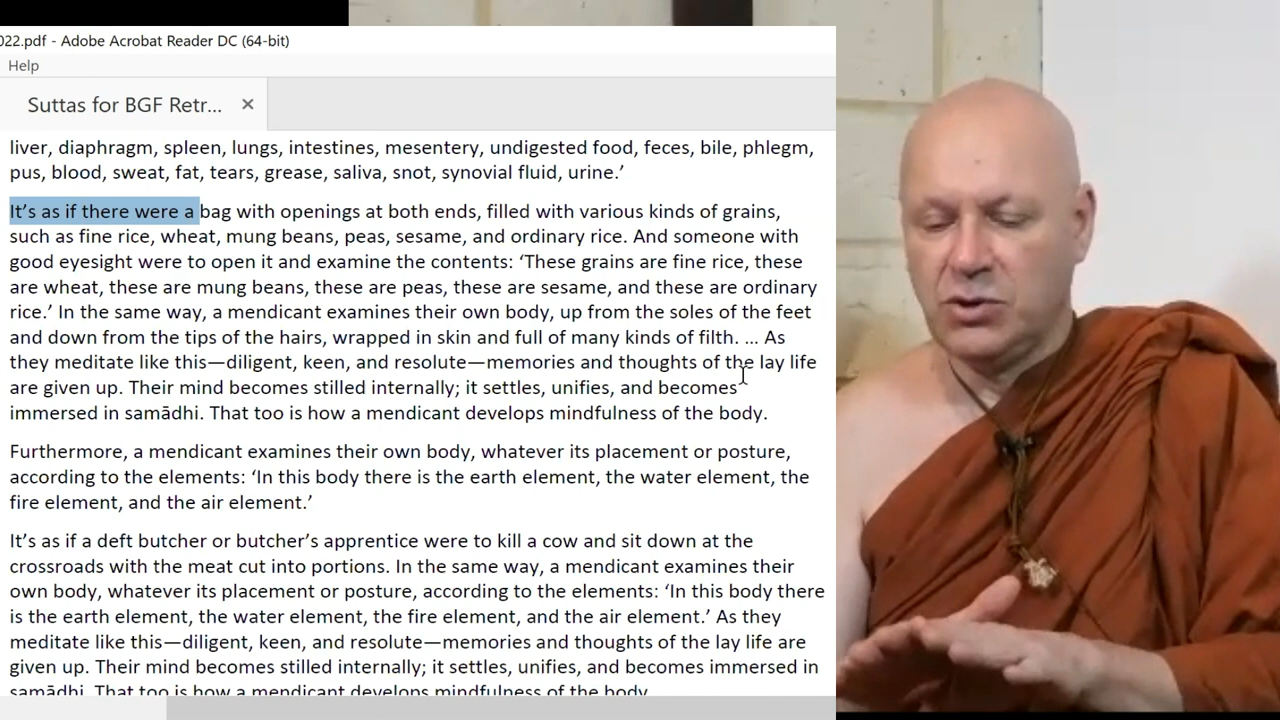 022.pdf - Adobe Acrobat Reader DC (64-bit)
Help
Suttas for BGF Retr... ×
liver, diaphragm, spleen, lungs, intestines, mesentery, undigested food, feces, bile, phlegm,
pus, blood, sweat, fat, tears, grease, saliva, snot, synovial fluid, urine.’
It’s as if there were a bag with openings at both ends, filled with various kinds of grains,
such as fine rice, wheat, mung beans, peas, sesame, and ordinary rice. And someone with
good eyesight were to open it and examine the contents: ‘These grains are fine rice, these
are wheat, these are mung beans, these are peas, these are sesame, and these are ordinary
rice.’ In the same way, a mendicant examines their own body, up from the soles of the feet
and down from the tips of the hairs, wrapped in skin and full of many kinds of filth. … As
they meditate like this—diligent, keen, and resolute—memories and thoughts of the lay life
are given up. Their mind becomes stilled internally; it settles, unifies, and becomes
immersed in samādhi. That too is how a mendicant develops mindfulness of the body.
Furthermore, a mendicant examines their own body, whatever its placement or posture,
according to the elements: ‘In this body there is the earth element, the water element, the
fire element, and the air element.’
It’s as if a deft butcher or butcher’s apprentice were to kill a cow and sit down at the
crossroads with the meat cut into portions. In the same way, a mendicant examines their
own body, whatever its placement or posture, according to the elements: ‘In this body there
is the earth element, the water element, the fire element, and the air element.’ As they
meditate like this—diligent, keen, and resolute—memories and thoughts of the lay life are
given up. Their mind becomes stilled internally; it settles, unifies, and becomes immersed in
samādhi. That too is how a mendicant develops mindfulness of the body.